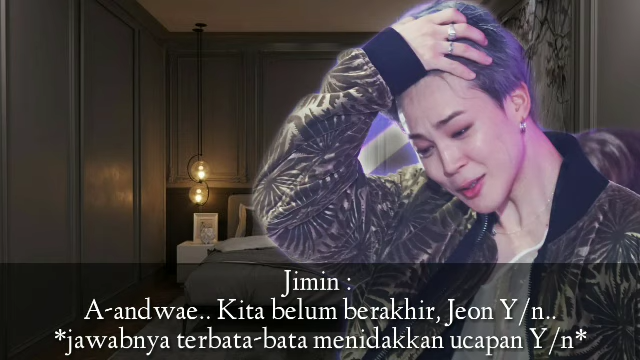 Jimin :
A-andwae.. Kita belum berakhir, Jeon Y/n..
*jawabnya terbata-bata menidakkan ucapan Y/n*